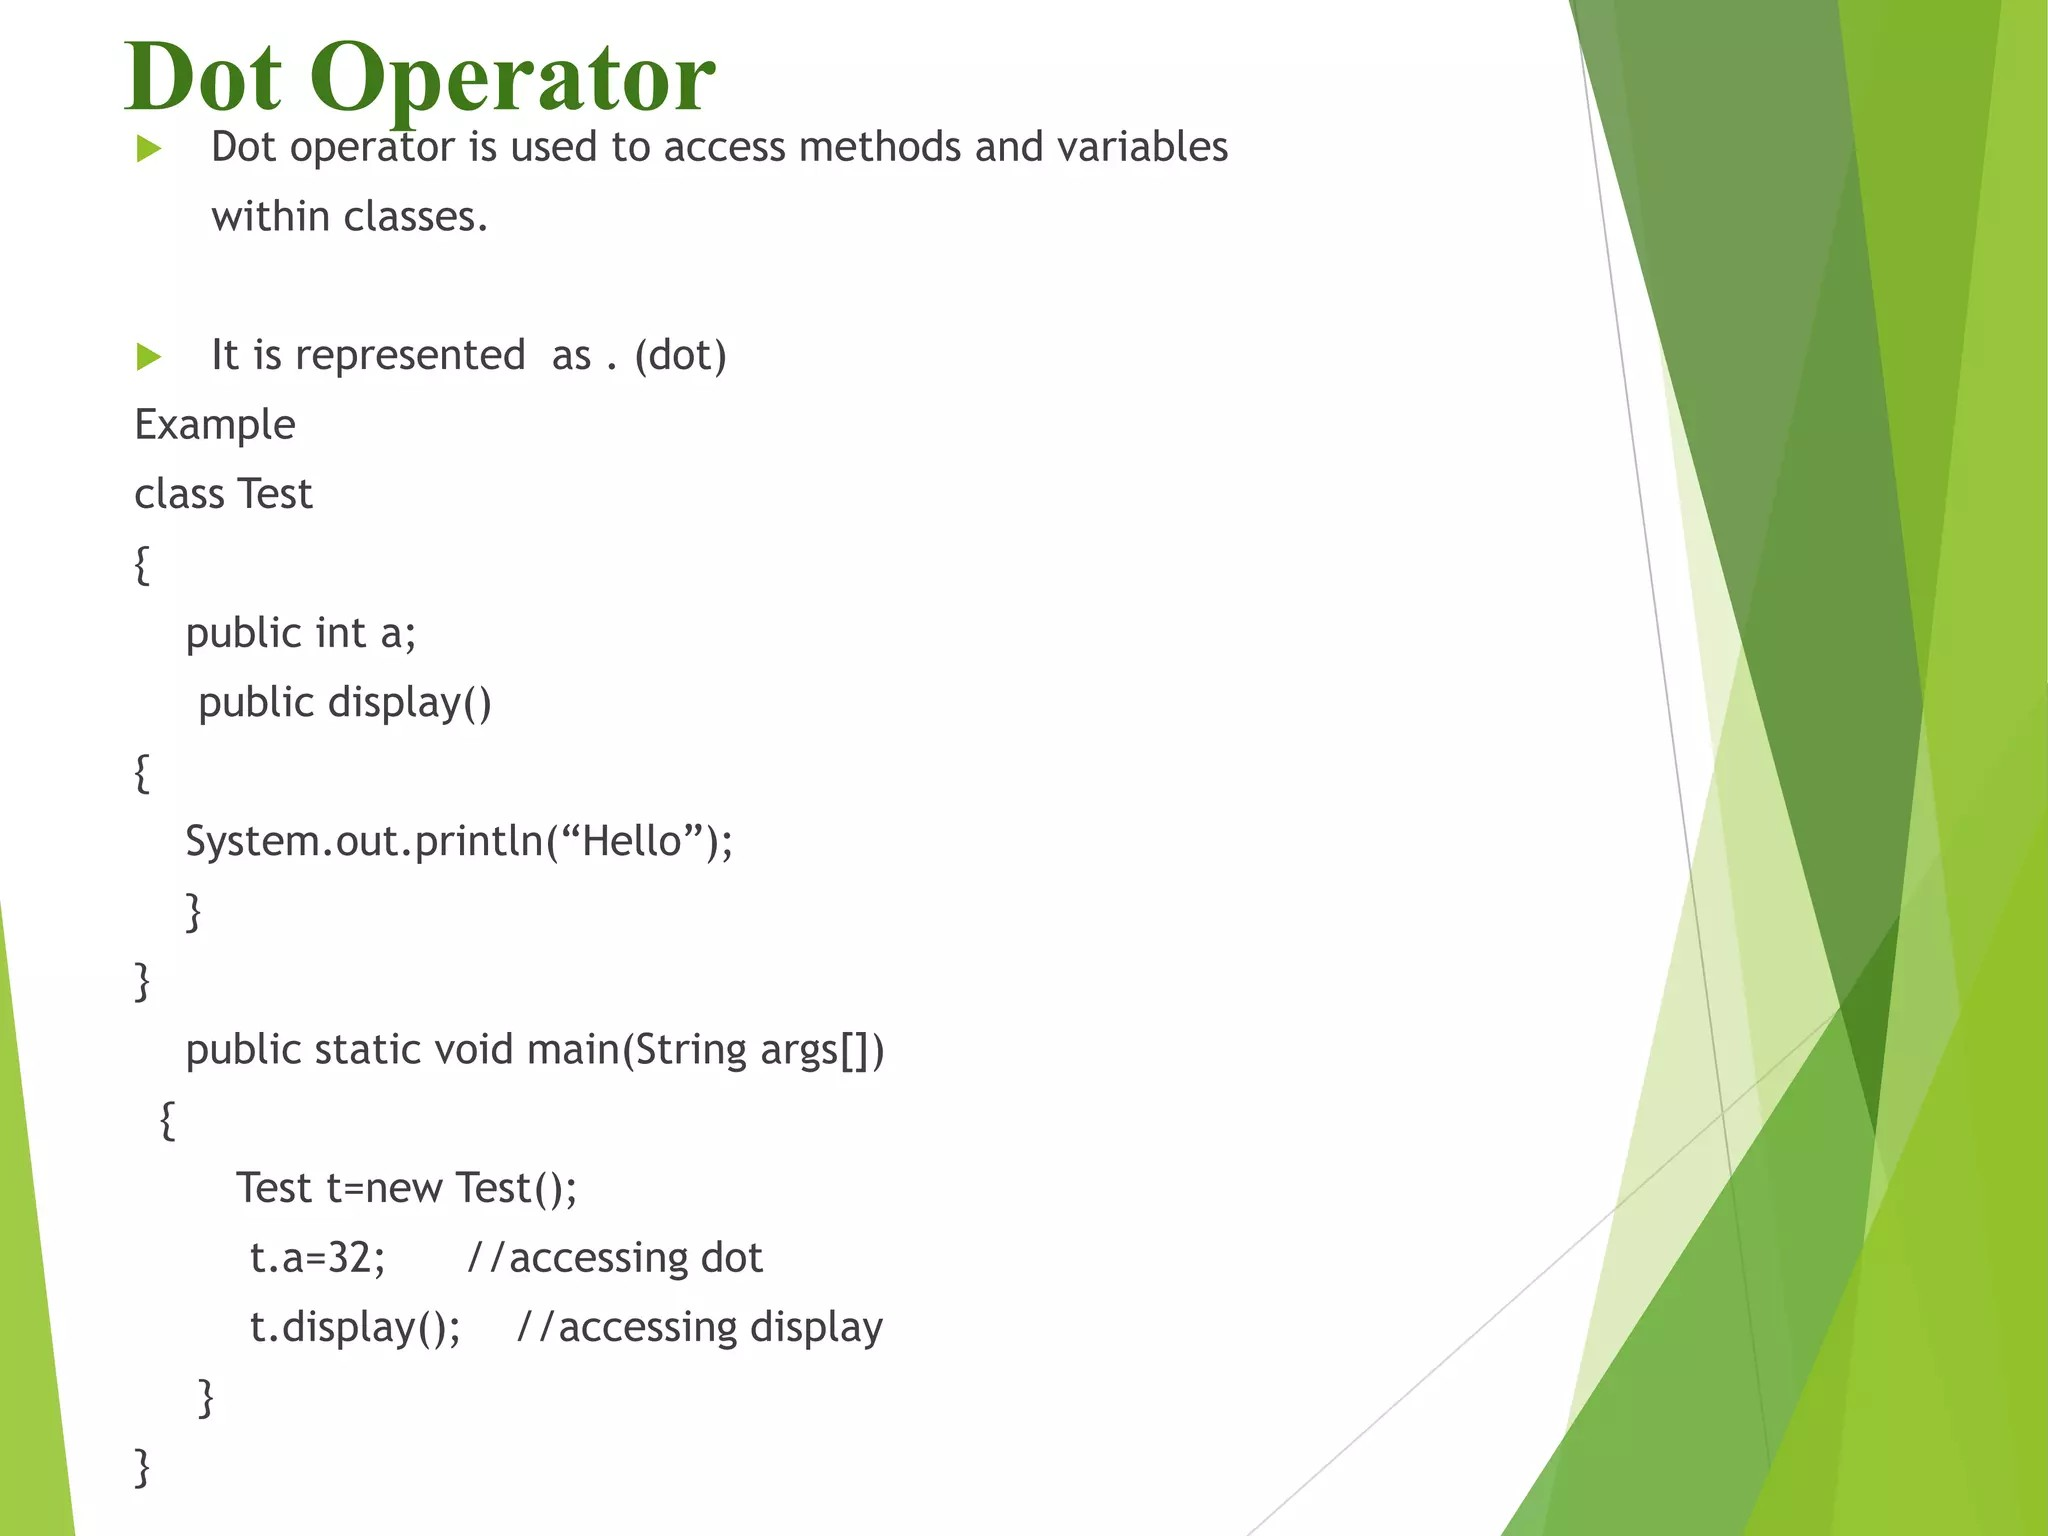 Dot Operator
Dot operator is used to access methods and variables
within classes.
It is represented  as . (dot)
Example
class Test
{
public int a;
public display()
{
System.out.println(“Hello”);
}
}
public static void main(String args[])
{
Test t=new Test();
t.a=32;      //accessing dot
t.display();    //accessing display
}
}